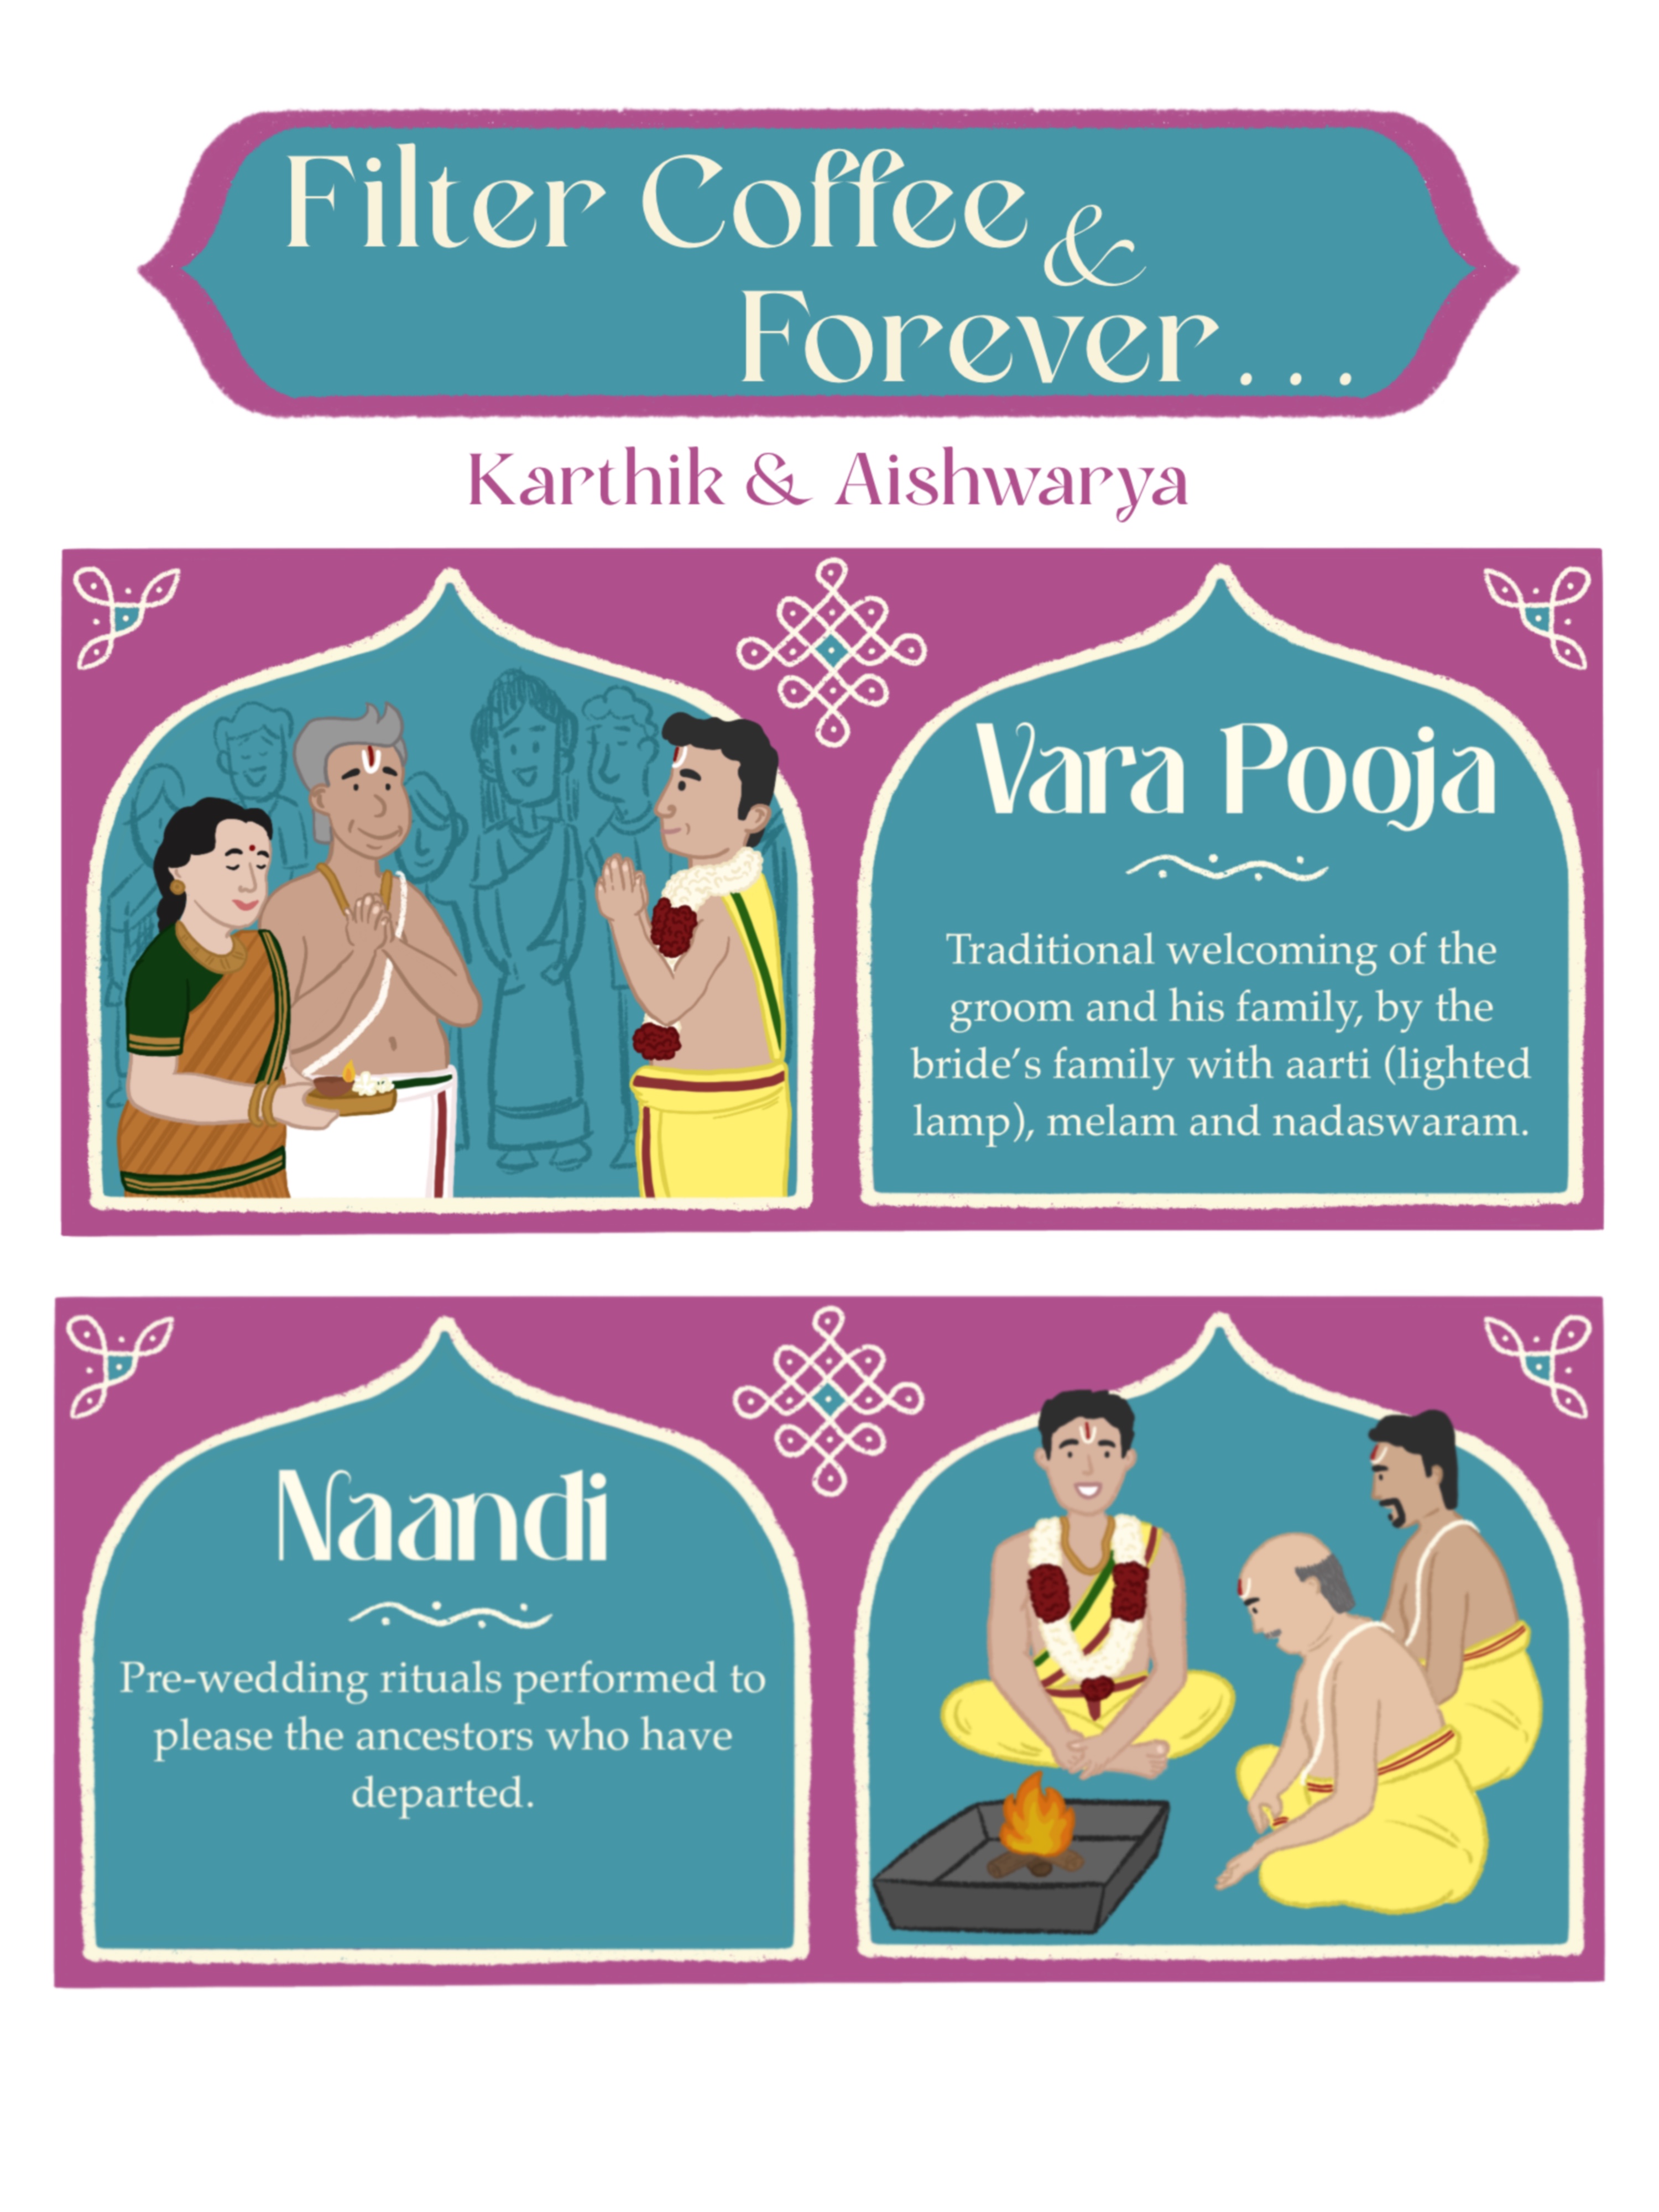 Filter Coffee &
Forever...
Karthik & Aishwarya
Vara Pooja
Traditional welcoming of the
groom and his family, by the
bride's family with aarti (lighted
lamp), melam and nadaswaram.
Naandi
Pre-wedding rituals performed to
please the ancestors who have
departed.